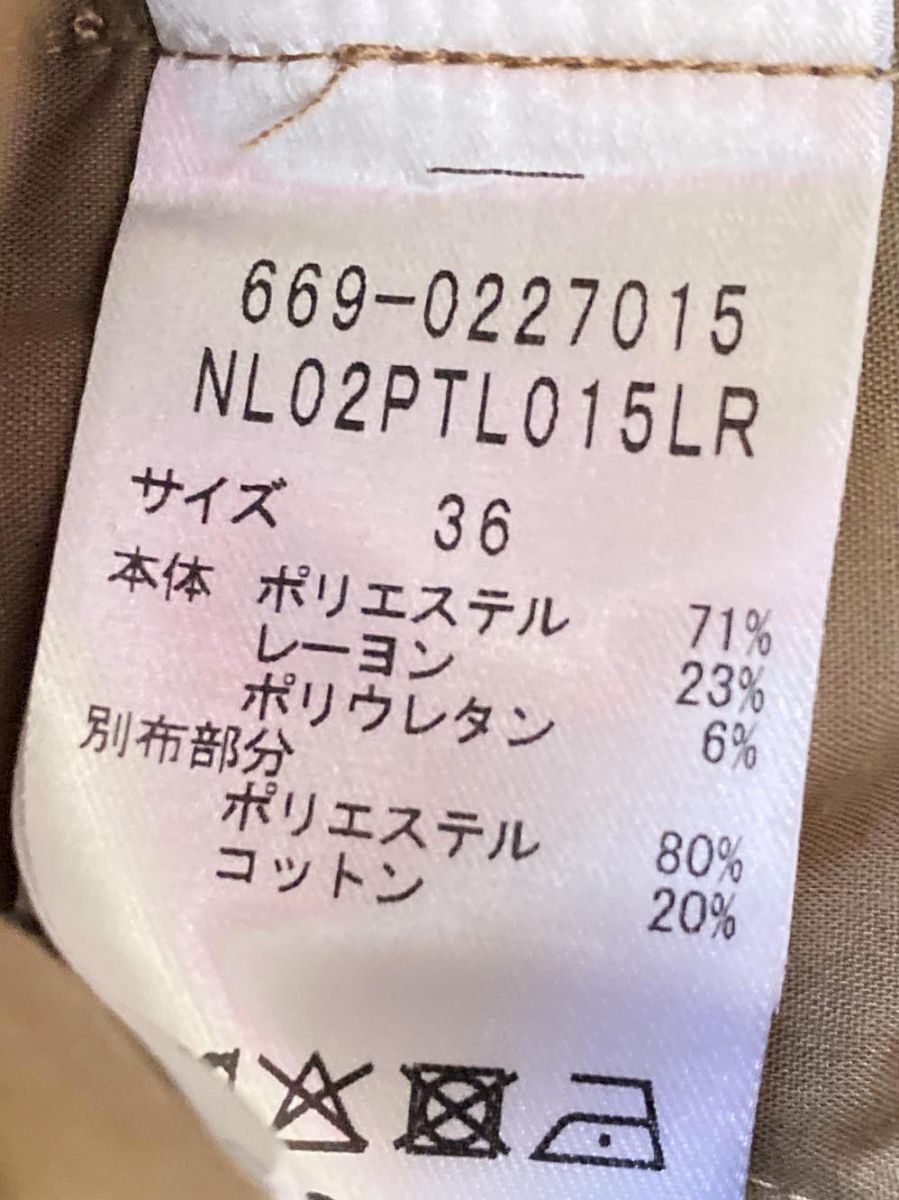 669-0227015
NL02PTL015LR
サイズ 36
本体 ポリエステル 71%
レーヨン 23%
ポリウレタン 6%
別布部分
ポリエステル 80%
コットン 20%